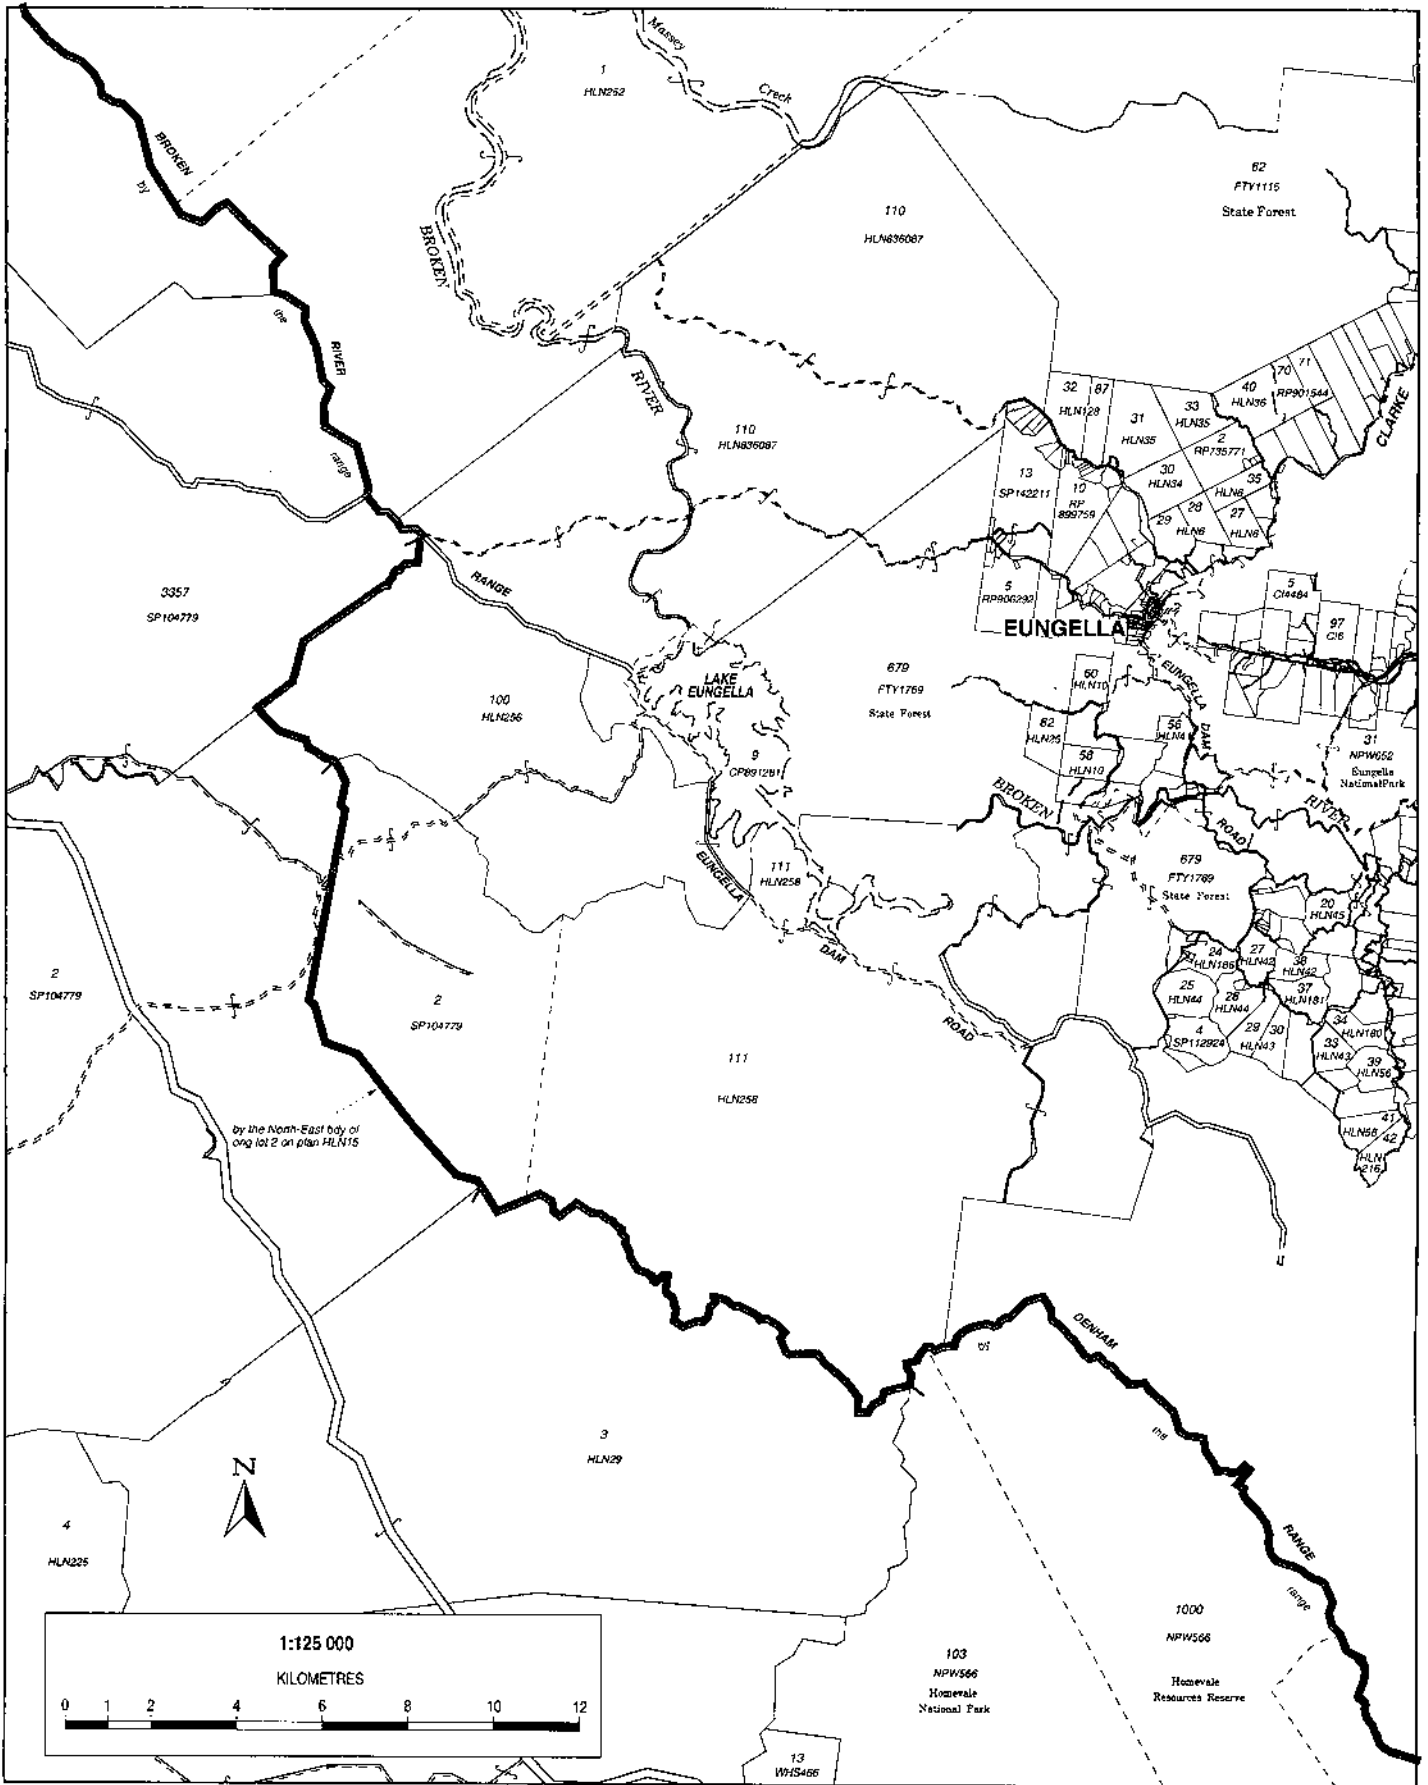 Massey
Creek
1
HLN262
BROKEN
by
62
FTY1115
State Forest
110
HLN836087
BROKEN
the
RIVER
RIVER
range
32
87
HLN128
31
HLN35
33
HLN35
40
HLN36
70
71
RP901544
CLARKE
2
RP735771
110
HLN836087
13
SP142211
10
RP
899759
30
HLN34
35
HLN6
29
28
HLN6
27
HLN6
3357
SP104779
RANGE
5
RP906292
5
CI4484
97
CI6
EUNGELLA
LAKE
EUNGELLA
679
FTY1769
State Forest
100
HLN256
EUNGELLA
DAM
60
HLN10
82
HLN25
56
HLN4
58
HLN10
31
NPW652
Eungella
NationalPark
9
CP891281
BROKEN
RIVER
ROAD
EUNGELLA
111
HLN258
679
FTY1769
State Forest
20
HLN45
DAM
ROAD
24
HLN186
27
HLN42
38
HLN42
25
HLN44
26
HLN44
37
HLN181
4
SP112924
29
HLN43
30
34
HLN180
33
HLN43
39
HLN56
41
HLN58
42
HLN
216
2
SP104779
2
SP104779
111
HLN258
by the North-East bdy of
orig lot 2 on plan HLN15
DENHAM
by
the
RANGE
range
3
HLN29
N
4
HLN225
1:125 000
KILOMETRES
0 1 2 4 6 8 10 12
103
NPW566
Homevale
National Park
1000
NPW566
Homevale
Resources Reserve
13
WHS466